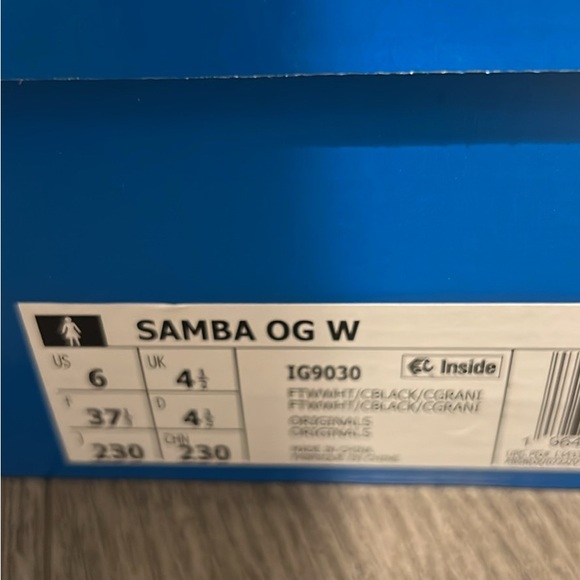 SAMBA OG W
US 6 UK 4½
F 37⅓ D 4½
J 230 CHN 230
IG9030
Inside
FTWWHT/CBLACK/CGRANI
FTWWHT/CBLACK/CGRANI
ORIGINALS
ORIGINALS